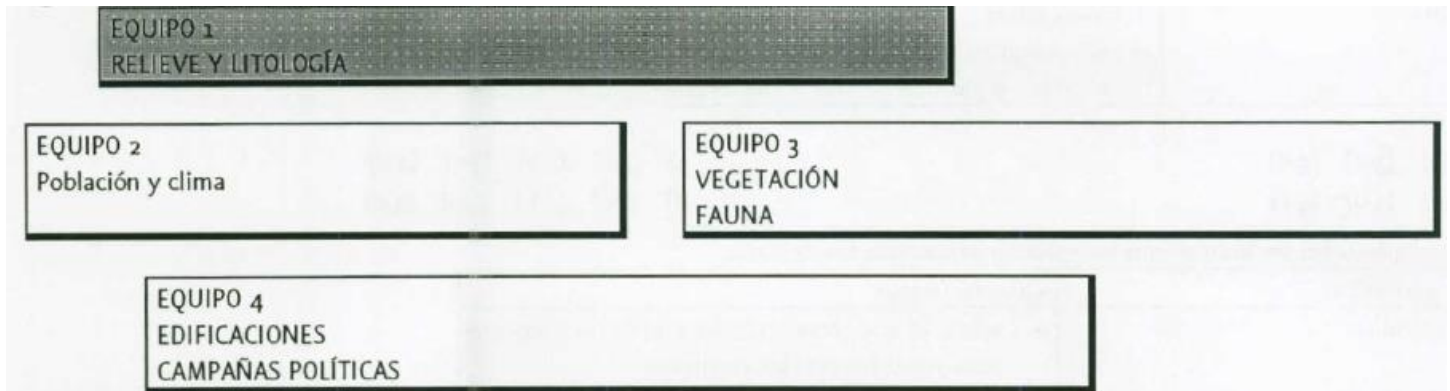 EQUIPO 1
RELIEVE Y LITOLOGÍA
EQUIPO 2
Población y clima
EQUIPO 3
VEGETACIÓN
FAUNA
EQUIPO 4
EDIFICACIONES
CAMPAÑAS POLÍTICAS